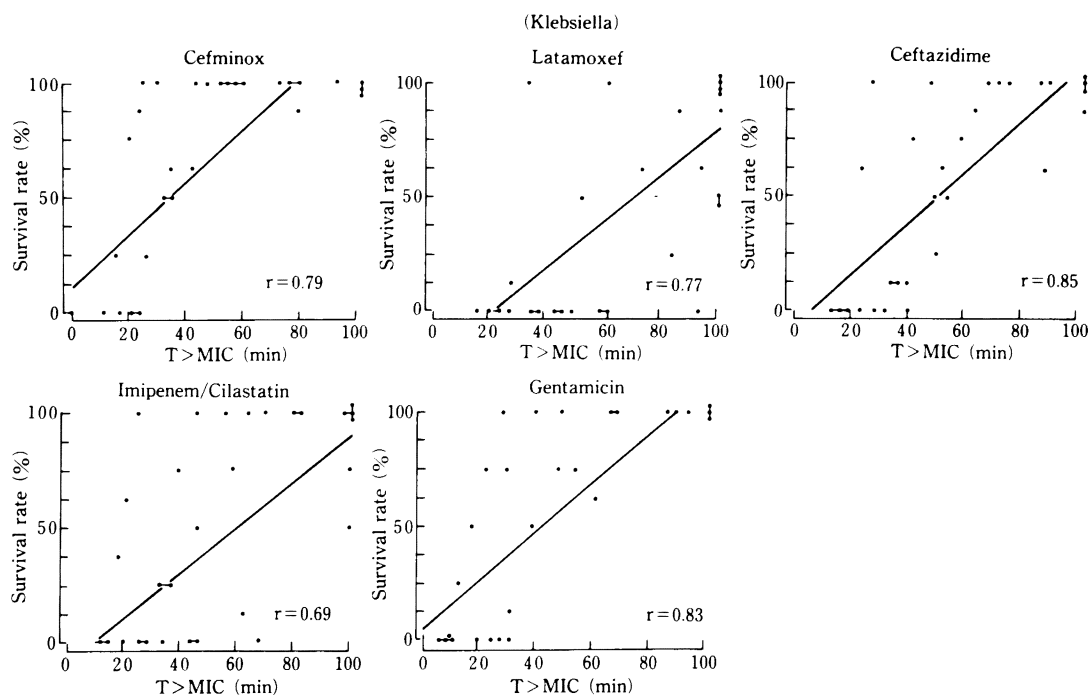 (Klebsiella)
Cefminox
Survival rate (%)
100
50
0
r=0.79
0 20 40 60 80 100
T>MIC (min)
Latamoxef
Survival rate (%)
100
50
0
r=0.77
0 20 40 60 80 100
T>MIC (min)
Ceftazidime
Survival rate (%)
100
50
0
r=0.85
0 20 40 60 80 100
T>MIC (min)
Imipenem/Cilastatin
Survival rate (%)
100
50
0
r=0.69
0 20 40 60 80 100
T>MIC (min)
Gentamicin
Survival rate (%)
100
50
0
r=0.83
0 20 40 60 80 100
T>MIC (min)